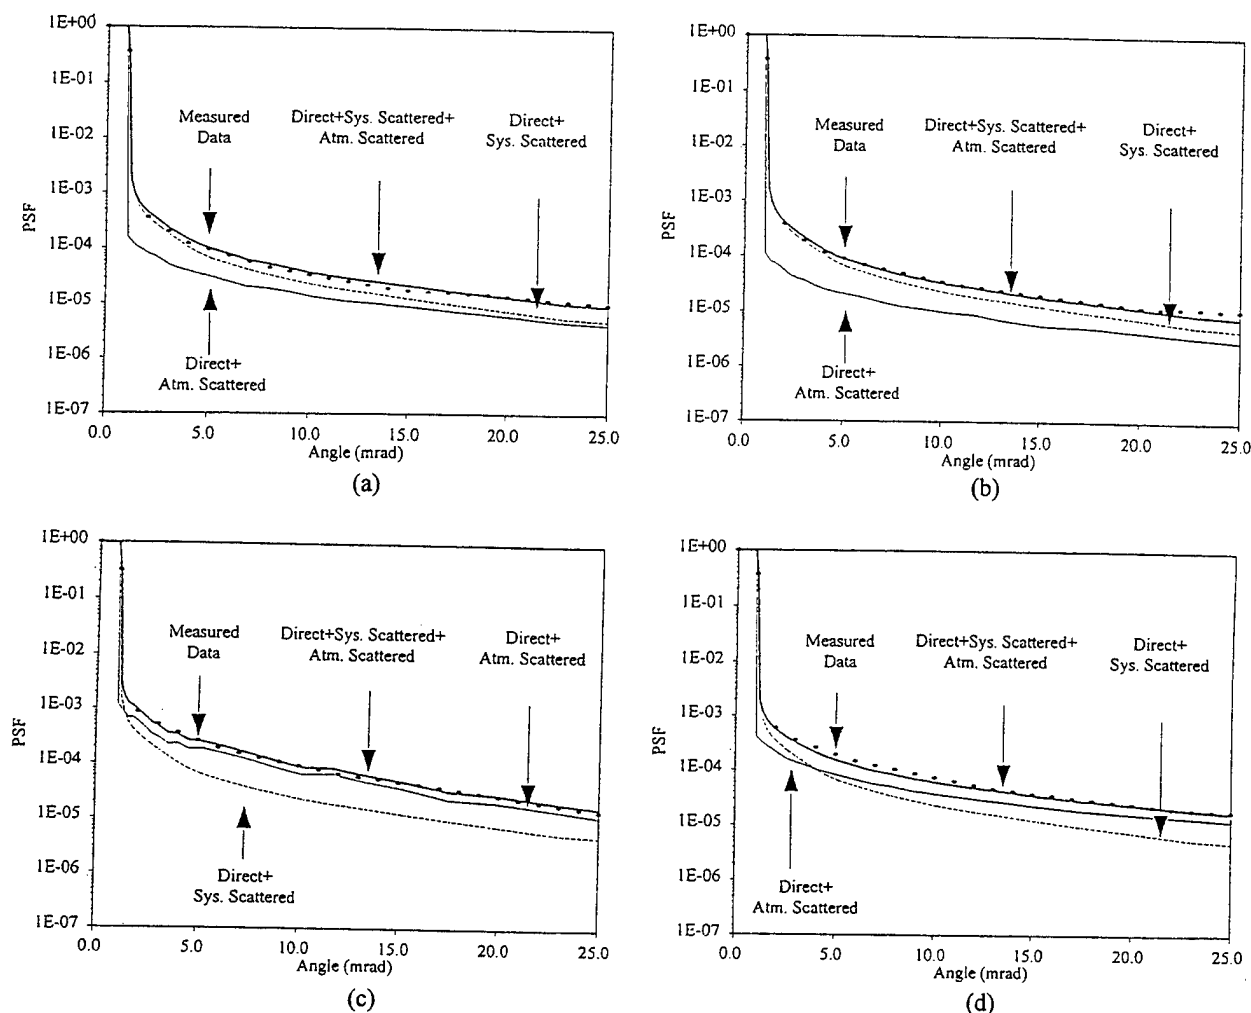 1E+00
1E-01
1E-02
1E-03
1E-04
1E-05
1E-06
1E-07
PSF
Measured
Data
Direct+Sys. Scattered+
Atm. Scattered
Direct+
Sys. Scattered
Direct+
Atm. Scattered
0.0 5.0 10.0 15.0 20.0 25.0
Angle (mrad)
(a)
1E+00
1E-01
1E-02
1E-03
1E-04
1E-05
1E-06
1E-07
PSF
Measured
Data
Direct+Sys. Scattered+
Atm. Scattered
Direct+
Sys. Scattered
Direct+
Atm. Scattered
0.0 5.0 10.0 15.0 20.0 25.0
Angle (mrad)
(b)
1E+00
1E-01
1E-02
1E-03
1E-04
1E-05
1E-06
1E-07
PSF
Measured
Data
Direct+Sys. Scattered+
Atm. Scattered
Direct+
Atm. Scattered
Direct+
Sys. Scattered
0.0 5.0 10.0 15.0 20.0 25.0
Angle (mrad)
(c)
1E+00
1E-01
1E-02
1E-03
1E-04
1E-05
1E-06
1E-07
PSF
Measured
Data
Direct+Sys. Scattered+
Atm. Scattered
Direct+
Sys. Scattered
Direct+
Atm. Scattered
0.0 5.0 10.0 15.0 20.0 25.0
Angle (mrad)
(d)